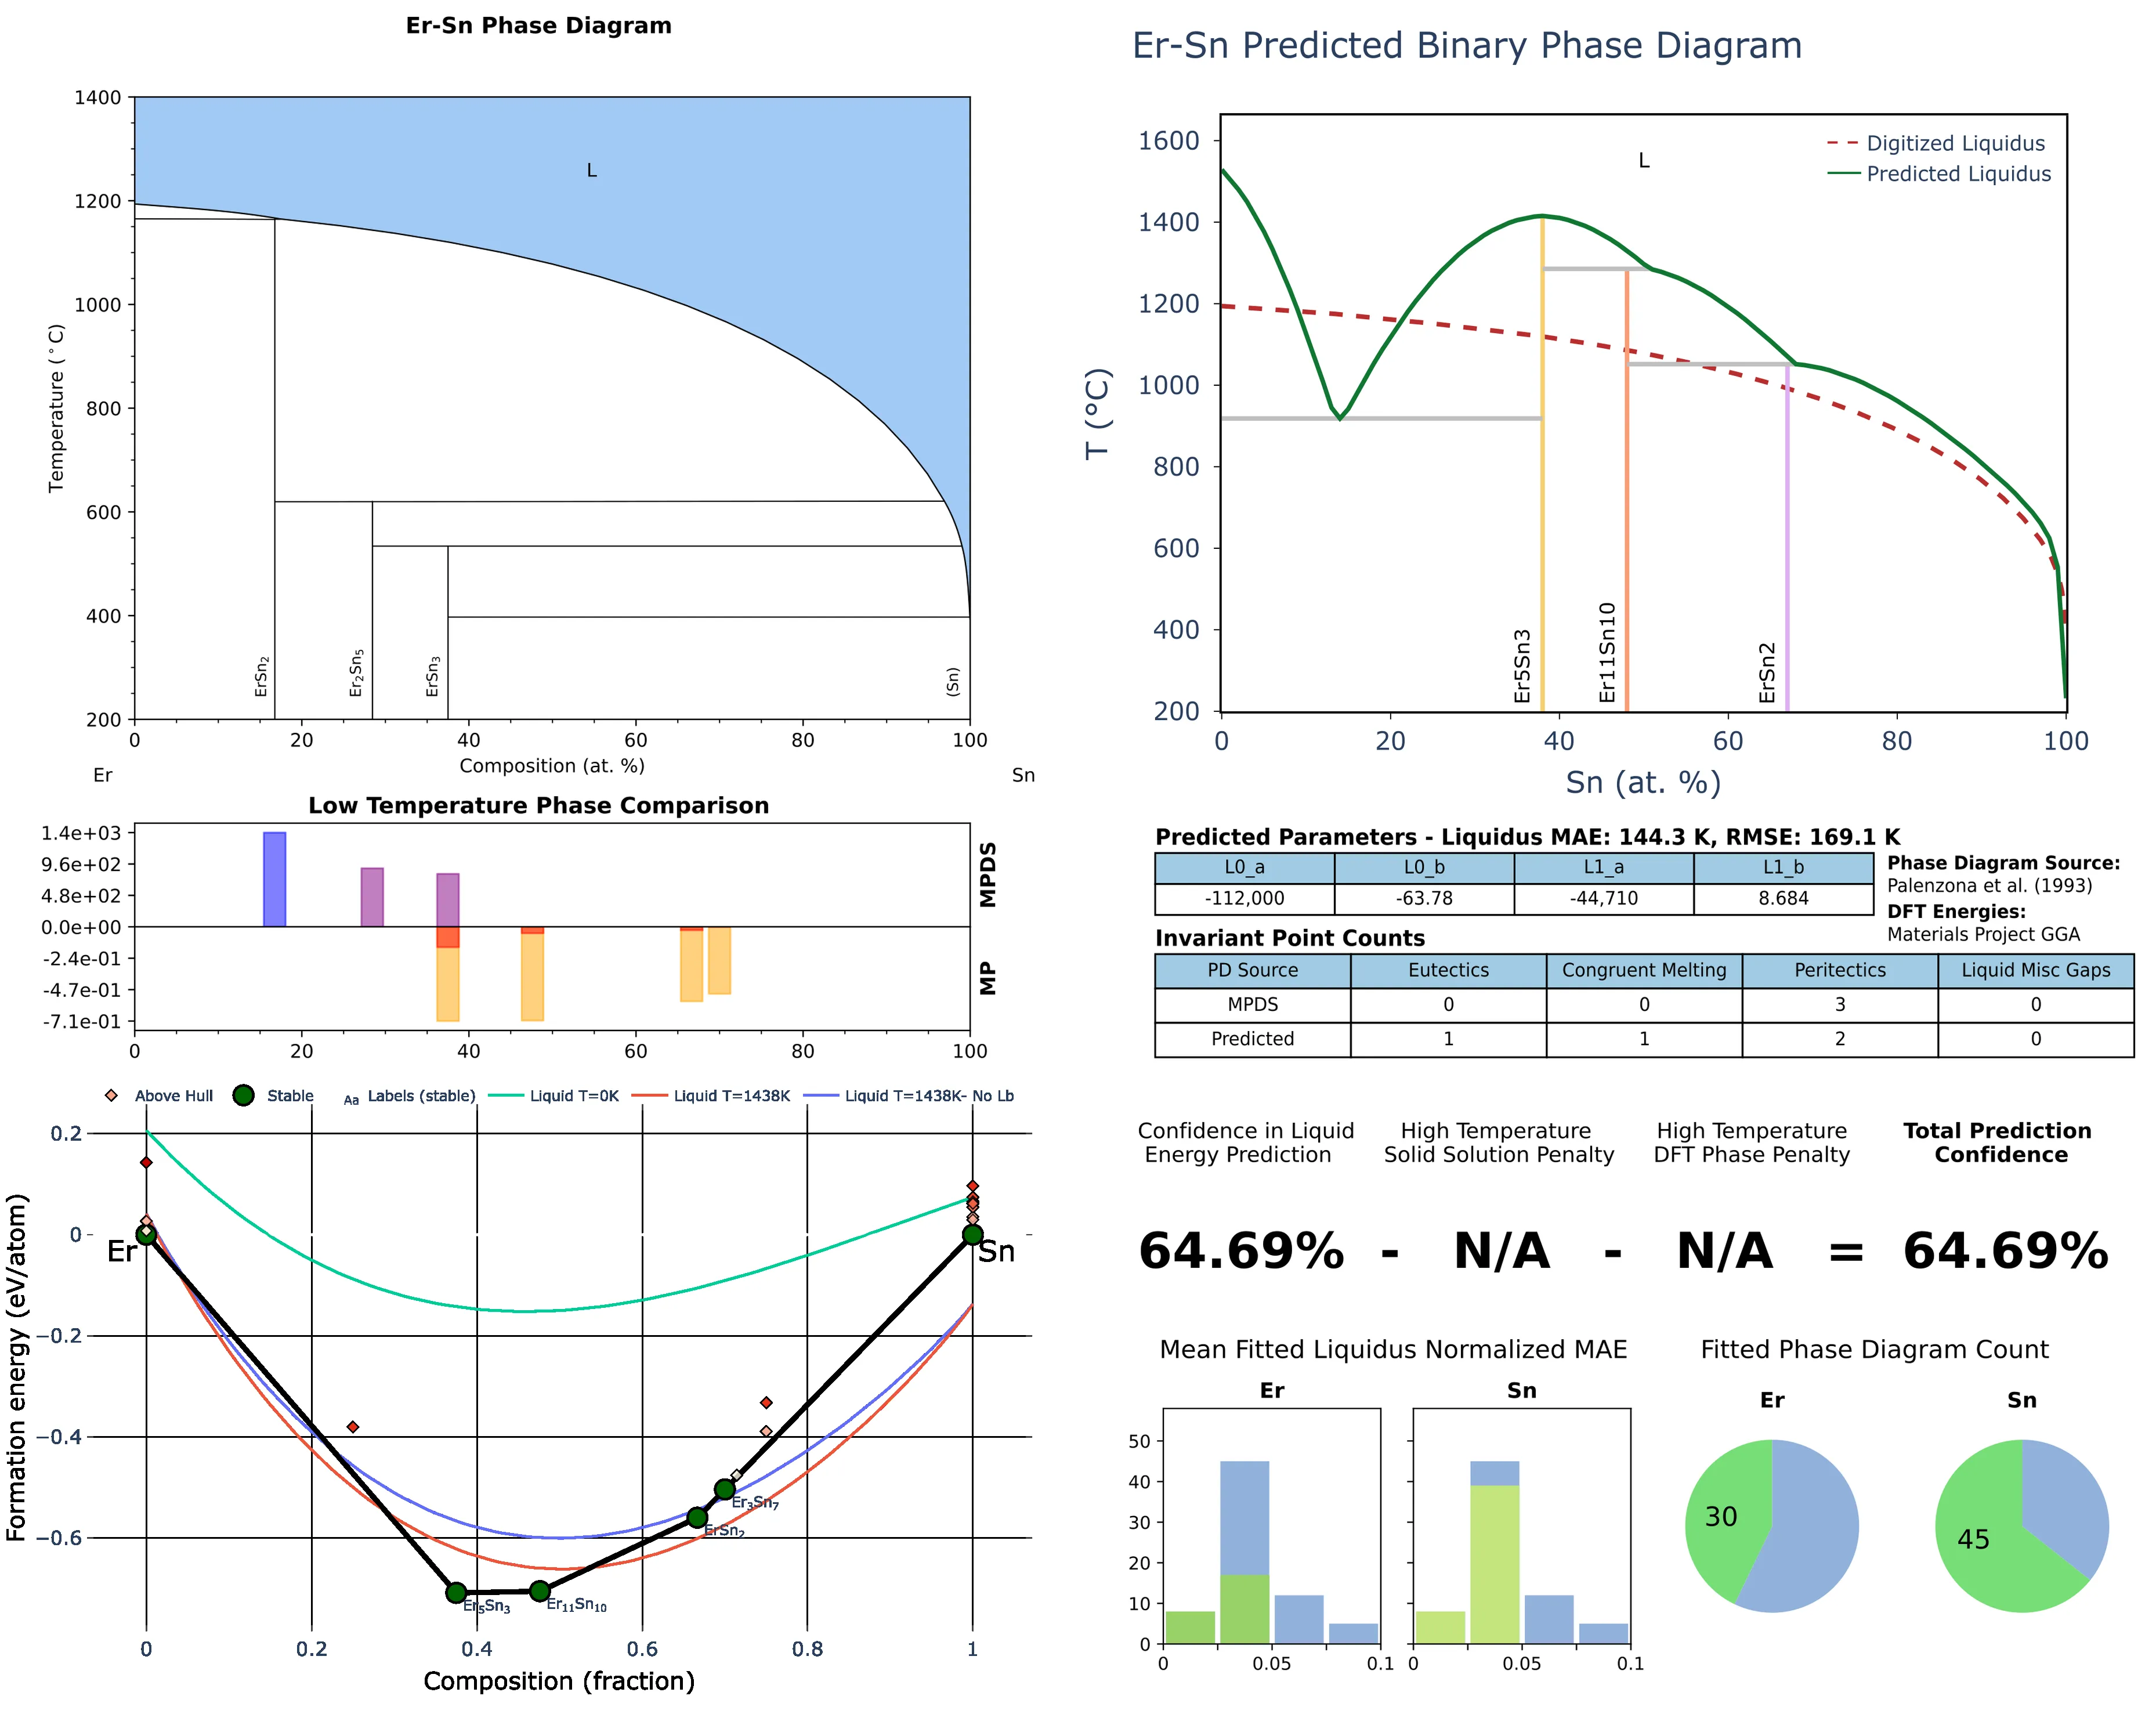 Er-Sn Phase Diagram
1400
1200
1000
800
600
400
200
Temperature (°C)
L
ErSn2
Er2Sn5
ErSn3
(Sn)
0 20 40 60 80 100
Composition (at. %)
Er Sn
Low Temperature Phase Comparison
1.4e+03
9.6e+02
4.8e+02
0.0e+00
-2.4e-01
-4.7e-01
-7.1e-01
MPDS
MP
0 20 40 60 80 100
Above Hull Stable Aa Labels (stable) Liquid T=0K Liquid T=1438K Liquid T=1438K- No Lb
0.2
0
−0.2
−0.4
−0.6
Formation energy (eV/atom)
Er
Sn
Er3Sn7
ErSn2
Er5Sn3
Er11Sn10
0 0.2 0.4 0.6 0.8 1
Composition (fraction)
Er-Sn Predicted Binary Phase Diagram
1600
1400
1200
1000
800
600
400
200
T (°C)
L
Digitized Liquidus
Predicted Liquidus
Er5Sn3
Er11Sn10
ErSn2
0 20 40 60 80 100
Sn (at. %)
Predicted Parameters - Liquidus MAE: 144.3 K, RMSE: 169.1 K
L0_a L0_b L1_a L1_b
-112,000 -63.78 -44,710 8.684
Phase Diagram Source:
Palenzona et al. (1993)
DFT Energies:
Materials Project GGA
Invariant Point Counts
PD Source Eutectics Congruent Melting Peritectics Liquid Misc Gaps
MPDS 0 0 3 0
Predicted 1 1 2 0
Confidence in Liquid
Energy Prediction
High Temperature
Solid Solution Penalty
High Temperature
DFT Phase Penalty
Total Prediction
Confidence
64.69% - N/A - N/A = 64.69%
Mean Fitted Liquidus Normalized MAE
Er Sn
50
40
30
20
10
0
0 0.05 0.1
0 0.05 0.1
Fitted Phase Diagram Count
Er Sn
30
45